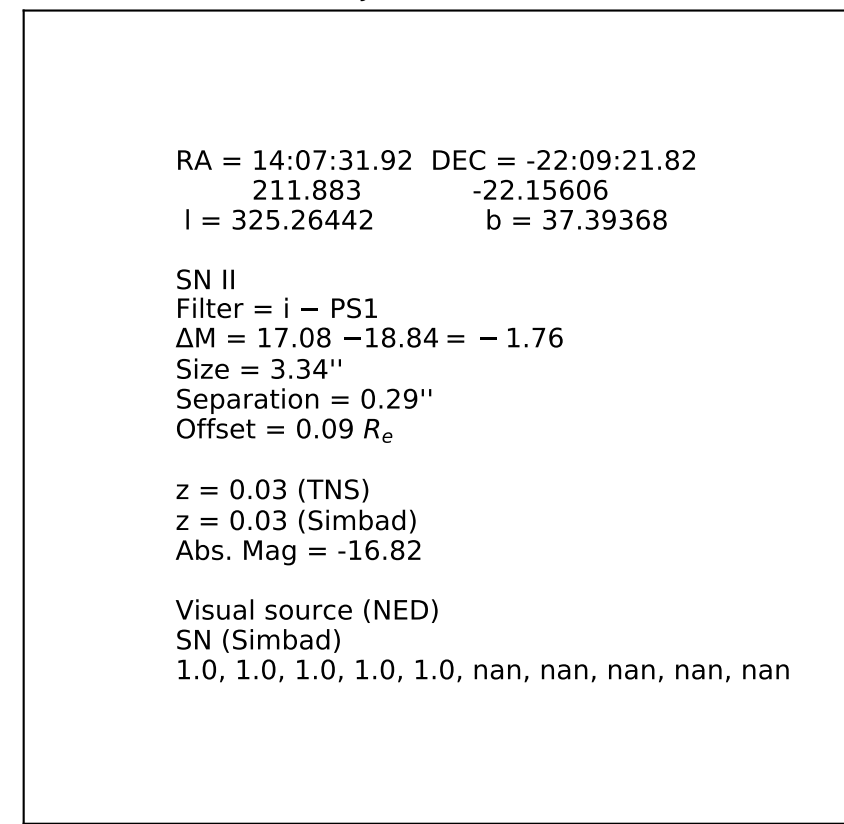 RA = 14:07:31.92 DEC = -22:09:21.82
211.883 -22.15606
l = 325.26442 b = 37.39368
SN II
Filter = i − PS1
ΔM = 17.08 −18.84 = − 1.76
Size = 3.34''
Separation = 0.29''
Offset = 0.09 Rₑ
z = 0.03 (TNS)
z = 0.03 (Simbad)
Abs. Mag = -16.82
Visual source (NED)
SN (Simbad)
1.0, 1.0, 1.0, 1.0, 1.0, nan, nan, nan, nan, nan